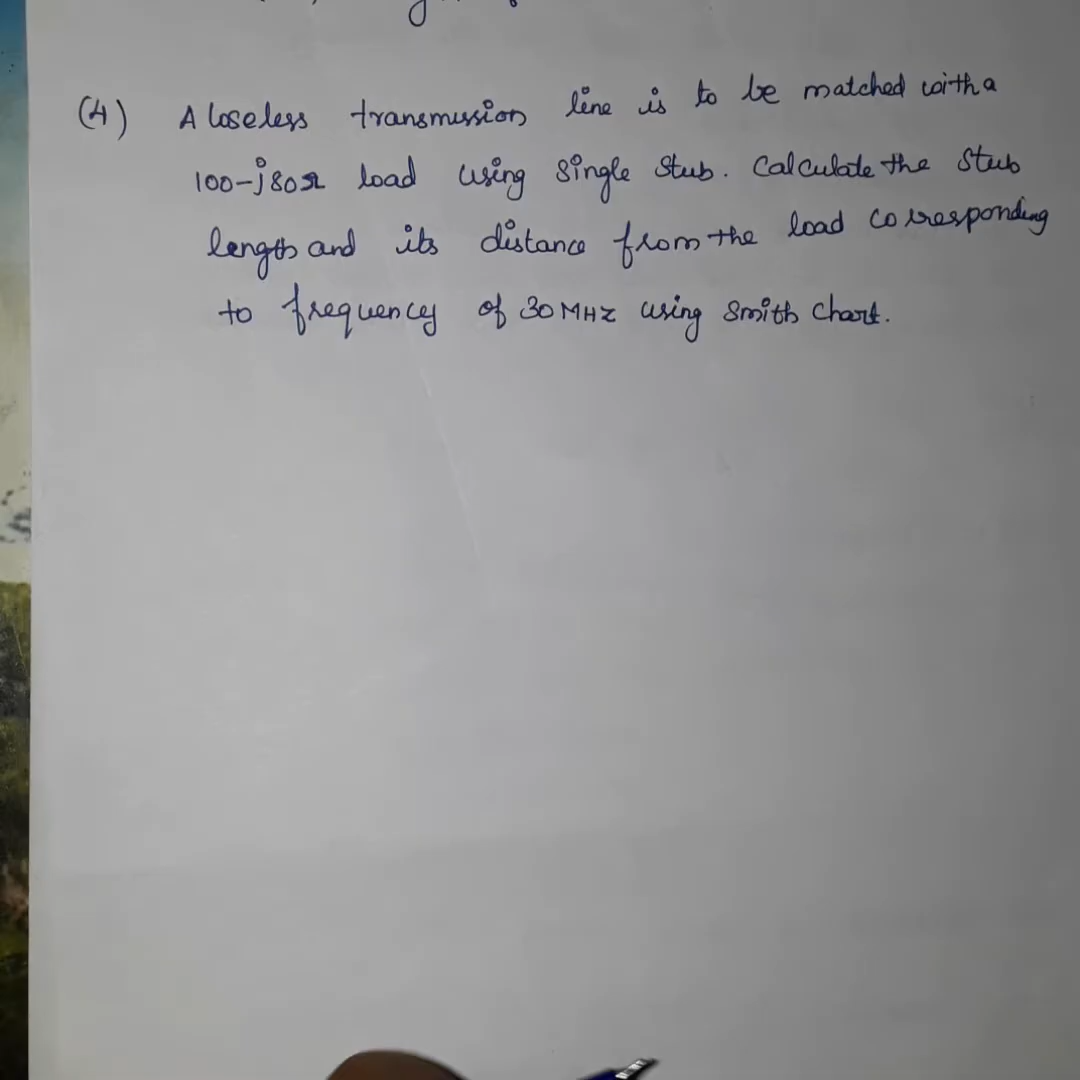 (4) A loseless transmission line is to be matched with a
100-j80Ω load using single stub. Calculate the stub
length and its distance from the load corresponding
to frequency of 30 MHz using smith chart.